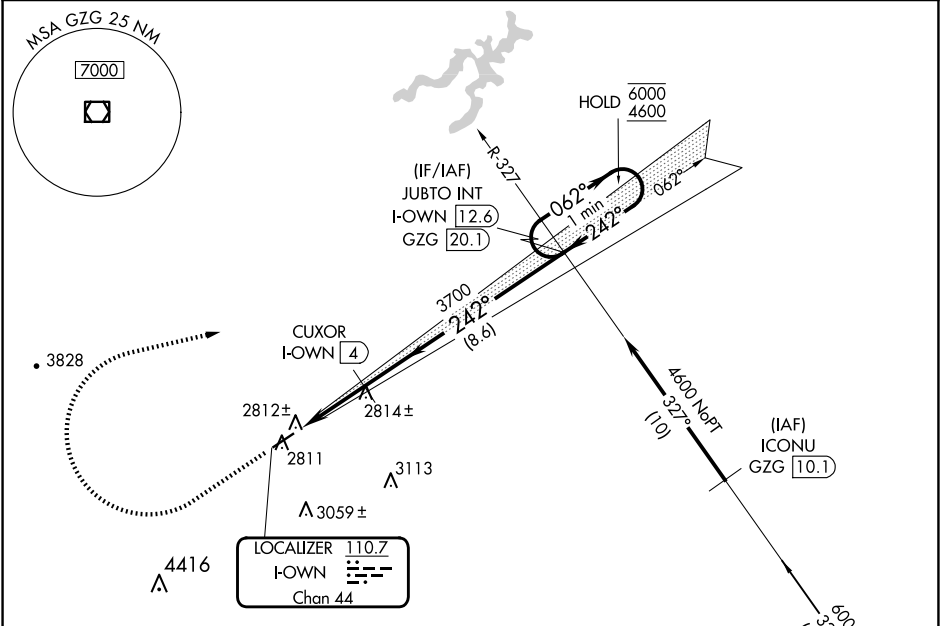 MSA GZG 25 NM
7000
HOLD
6000
4600
R-327
(IF/IAF)
JUBTO INT
I-OWN 12.6
GZG 20.1
062°
1 min
242°
062°
3700
242°
(8.6)
CUXOR
I-OWN 4
3828
2812±
2814±
2811
3113
3059±
4416
4600 NoPT
327°
(10)
(IAF)
ICONU
GZG 10.1
LOCALIZER 110.7
I-OWN
Chan 44